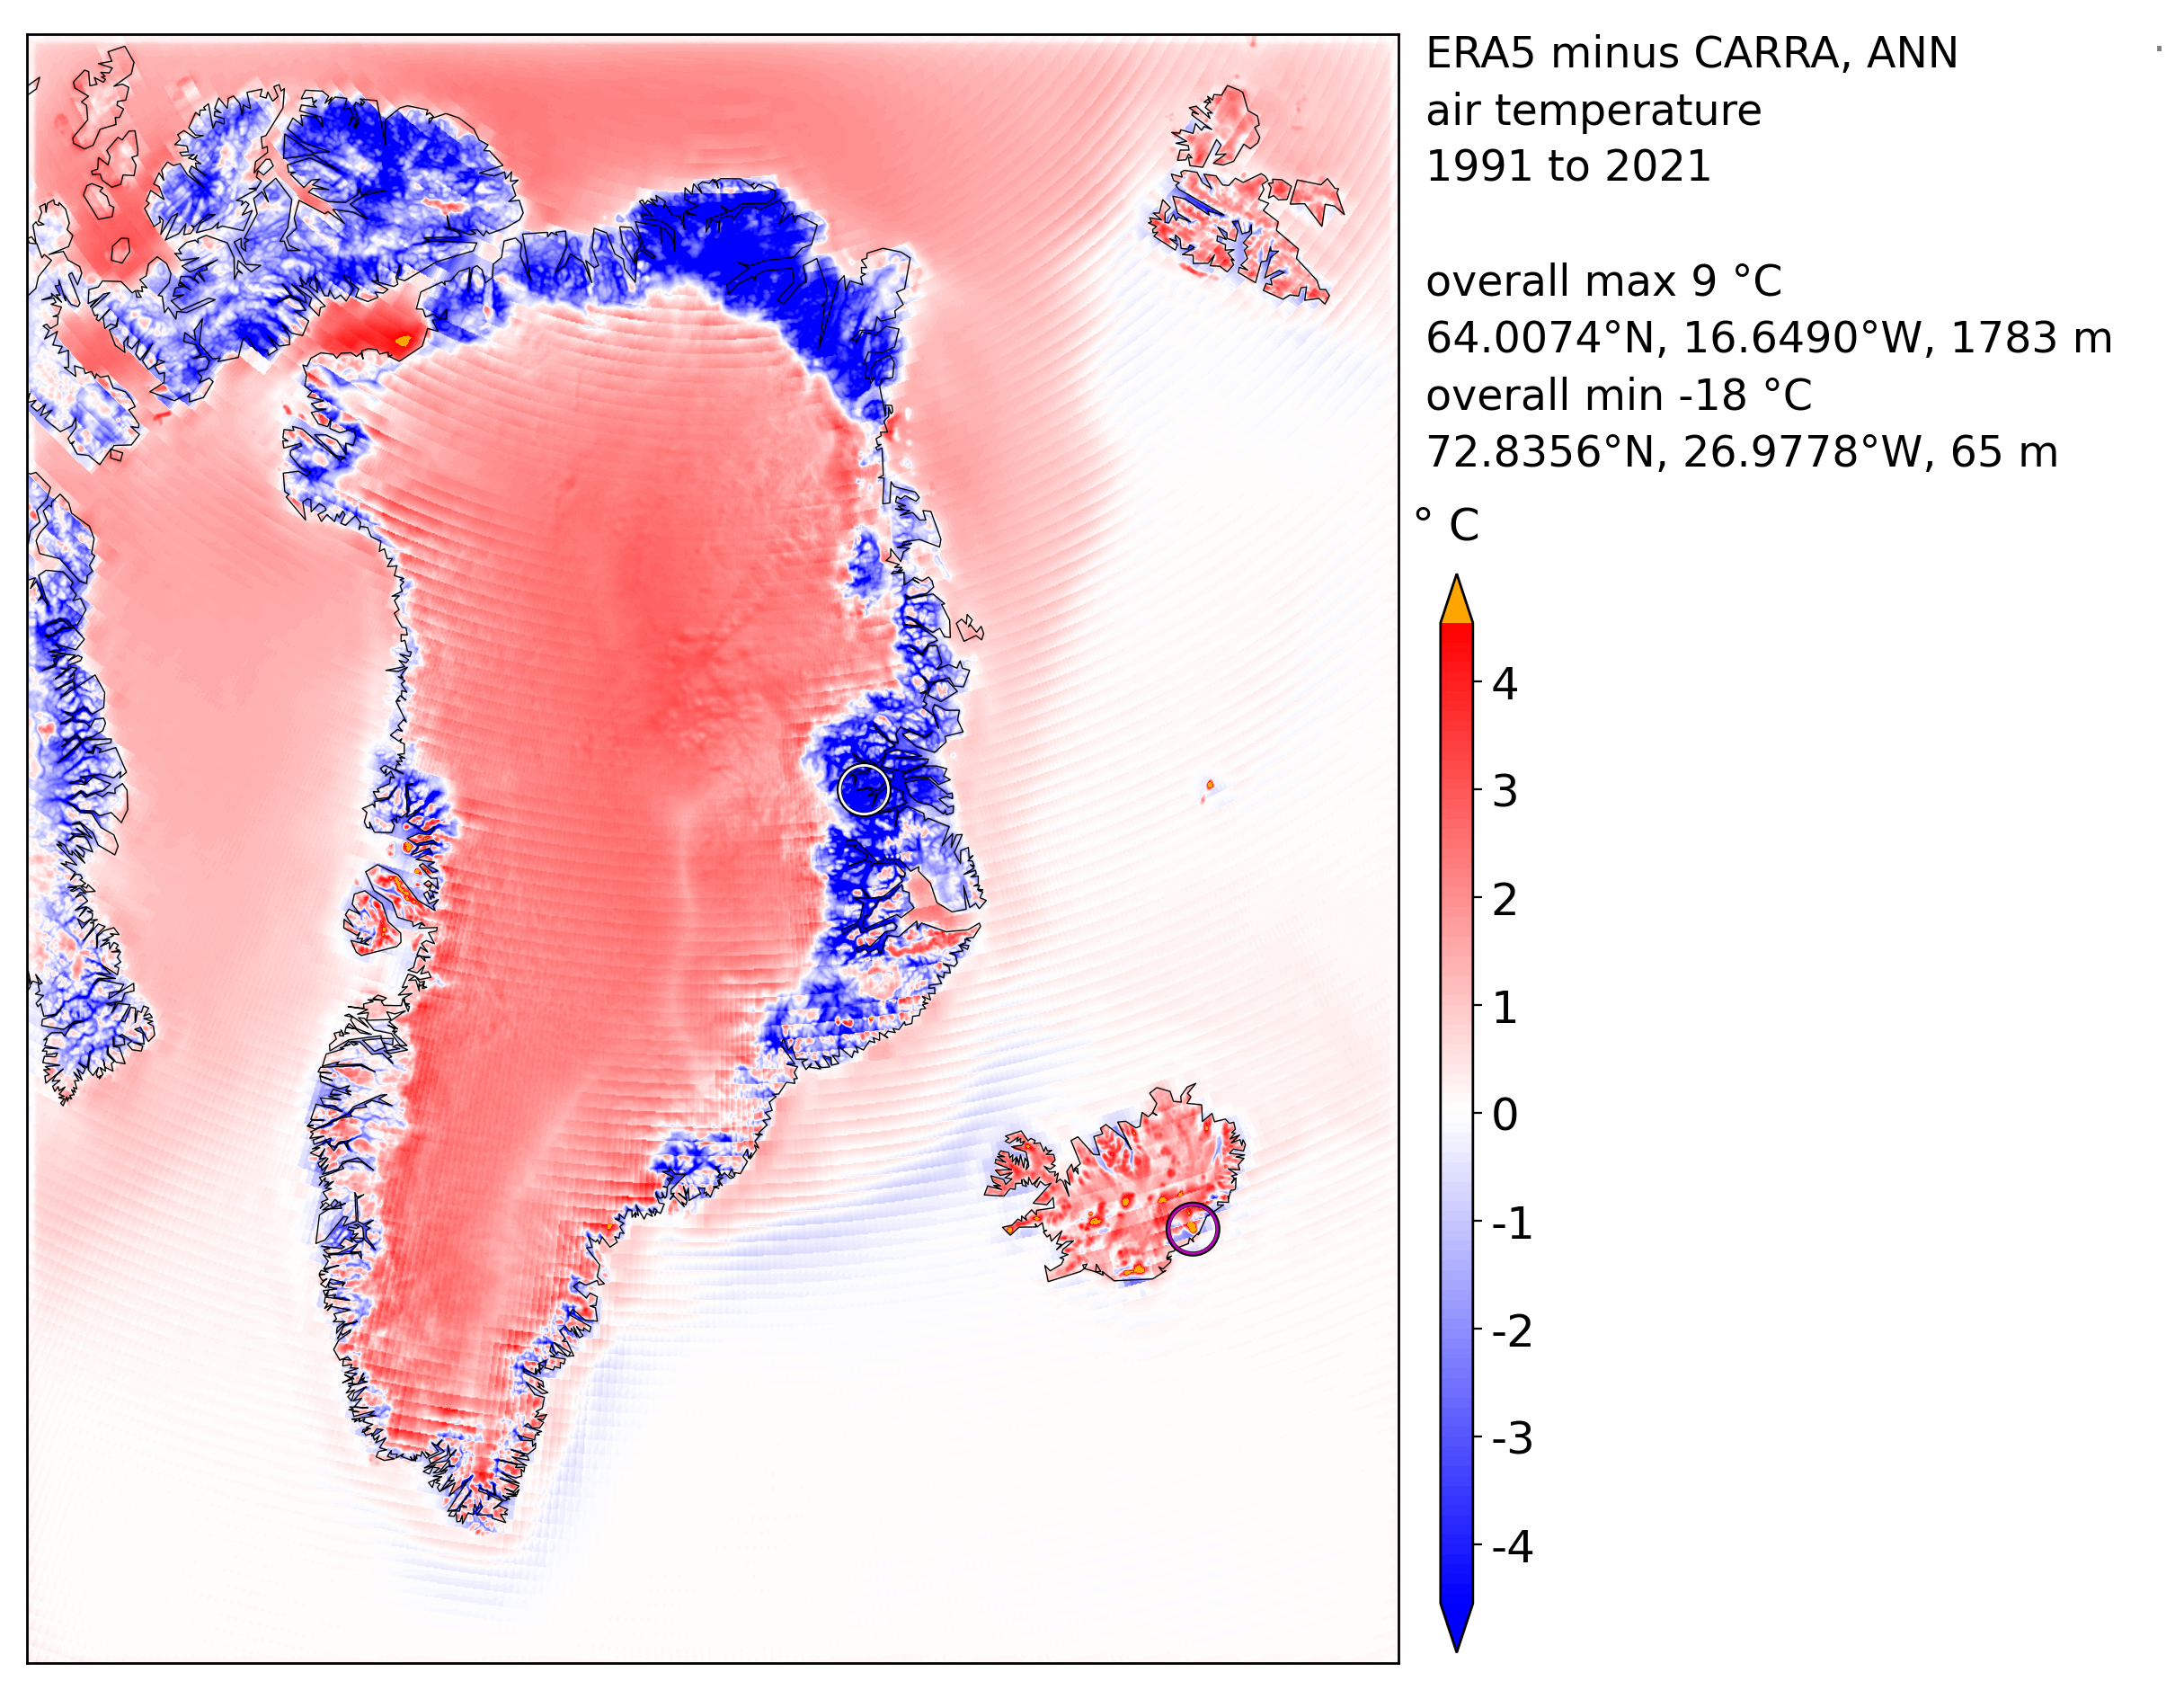 ERA5 minus CARRA, ANN
air temperature
1991 to 2021
overall max 9 °C
64.0074°N, 16.6490°W, 1783 m
overall min -18 °C
72.8356°N, 26.9778°W, 65 m
° C
4
3
2
1
0
-1
-2
-3
-4